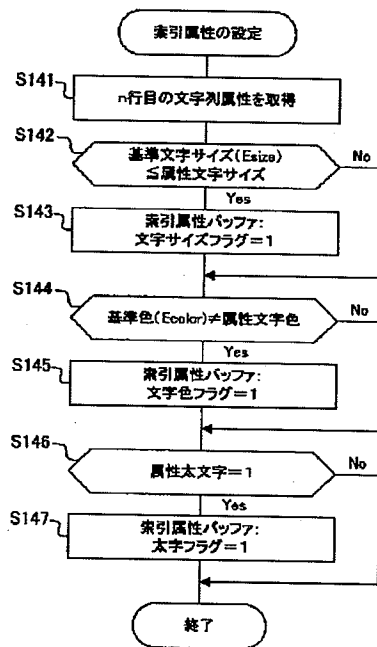 索引属性の設定
S141
n行目の文字列属性を取得
S142
基準文字サイズ(Esize)
≦属性文字サイズ
No
Yes
S143
索引属性バッファ:
文字サイズフラグ=1
S144
基準色(Ecolor)≠属性文字色
No
Yes
S145
索引属性バッファ:
文字色フラグ=1
S146
属性太文字=1
No
Yes
S147
索引属性バッファ:
太字フラグ=1
終了